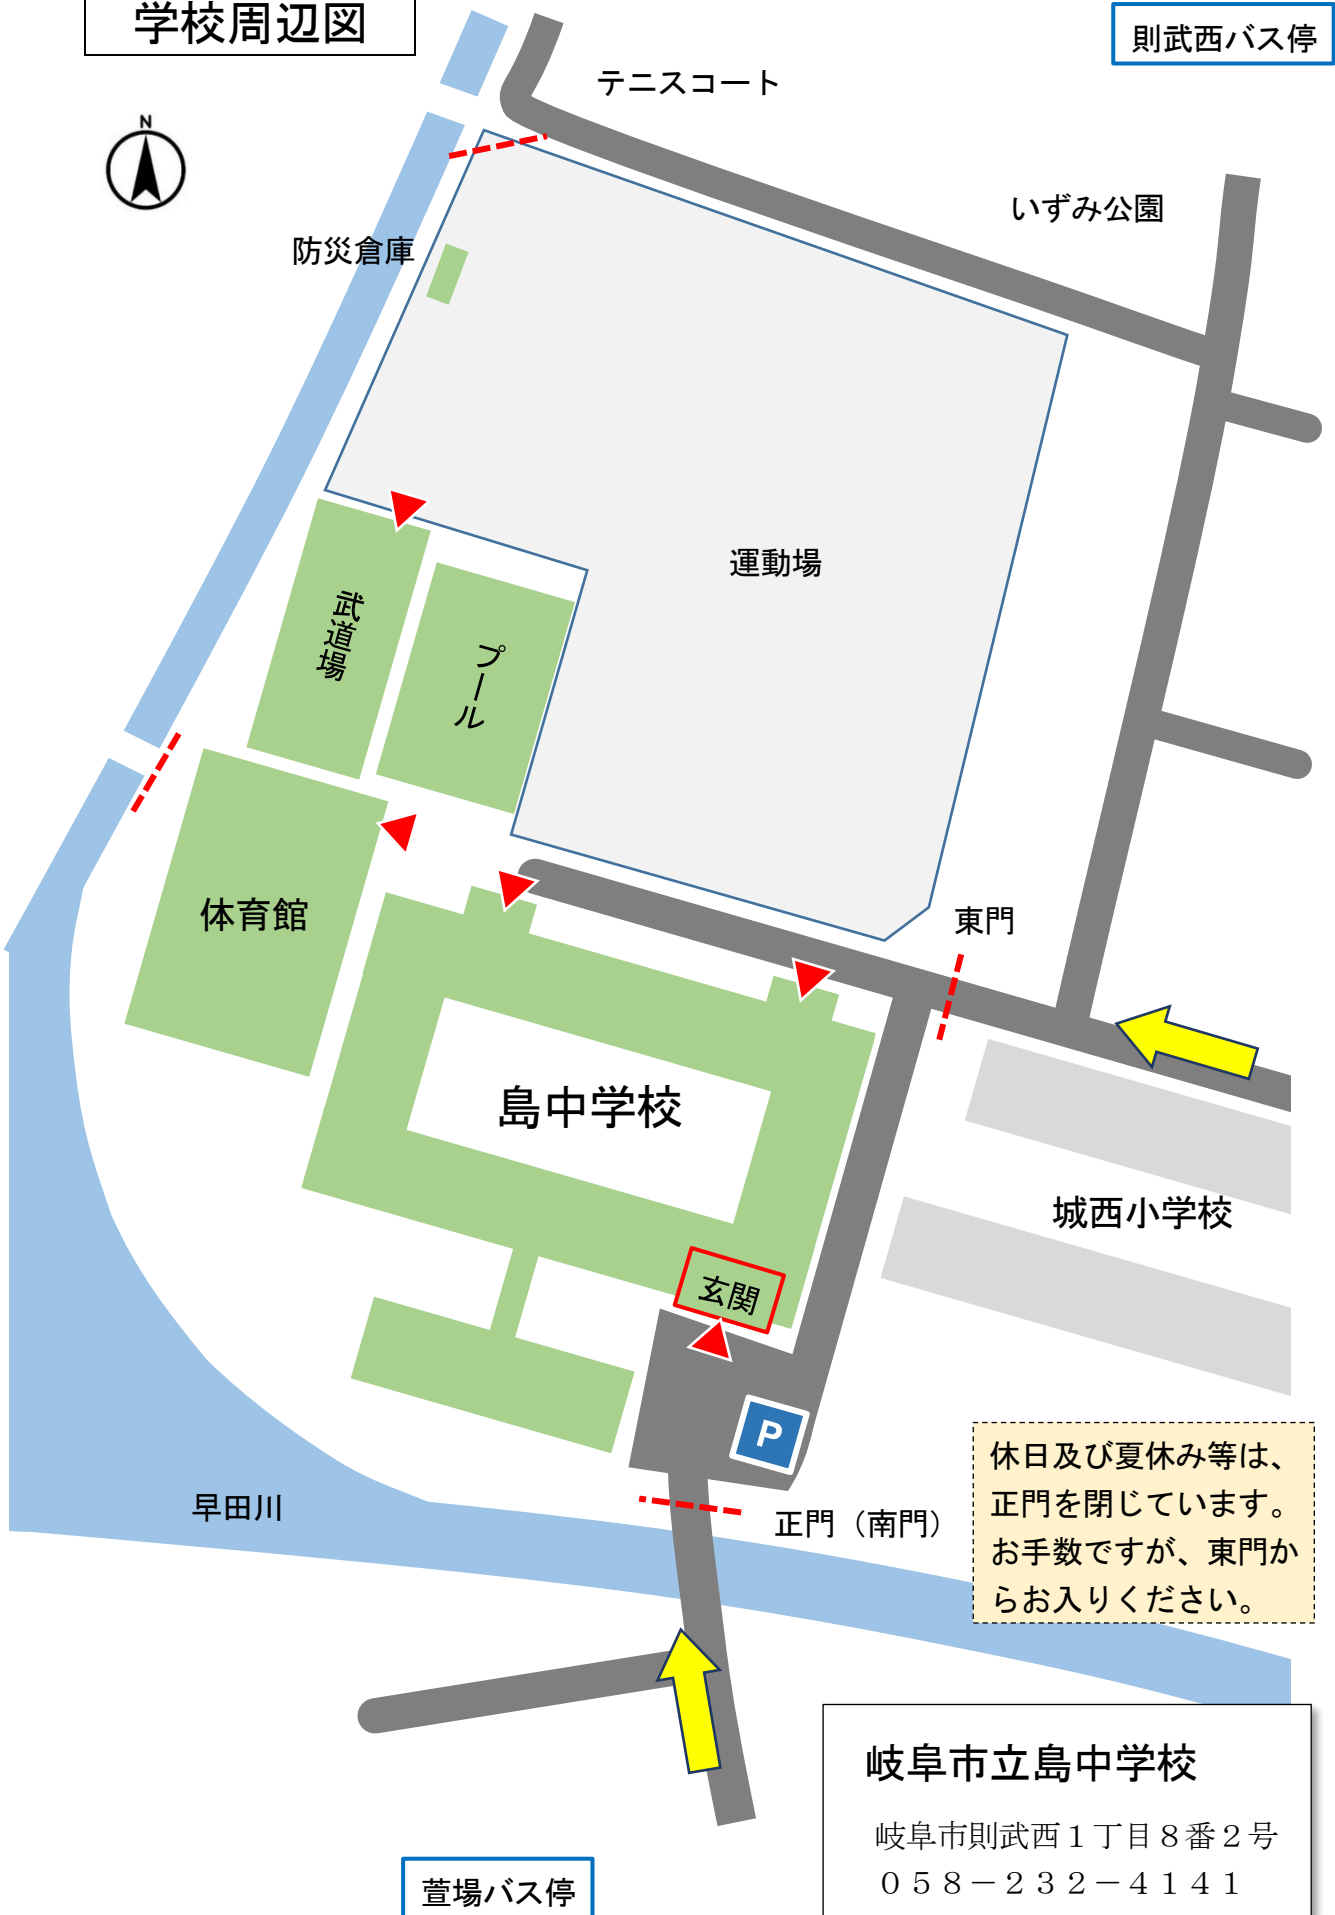 学校周辺図
則武西バス停
テニスコート
N
いずみ公園
防災倉庫
運動場
武道場
プール
体育館
東門
島中学校
城西小学校
玄関
P
休日及び夏休み等は、
正門を閉じています。
お手数ですが、東門か
らお入りください。
早田川
正門（南門）
岐阜市立島中学校
岐阜市則武西１丁目８番２号
０５８－２３２－４１４１
萱場バス停